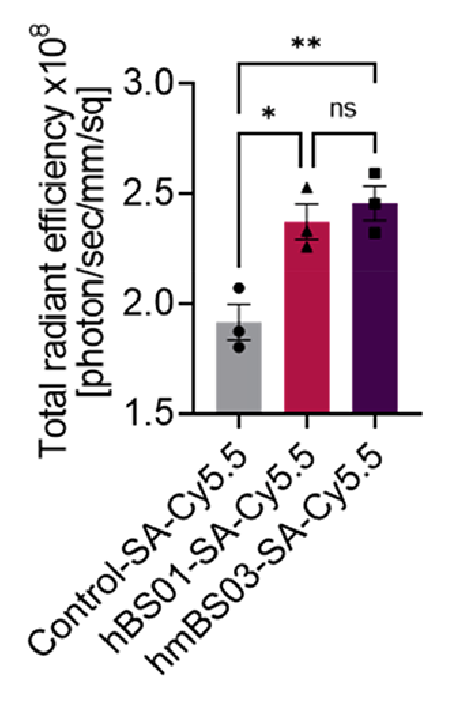 Total radiant efficiency x10⁸
[photon/sec/mm/sq]
**
*
ns
3.0
2.5
2.0
1.5
Control-SA-Cy5.5
hBS01-SA-Cy5.5
hmBS03-SA-Cy5.5